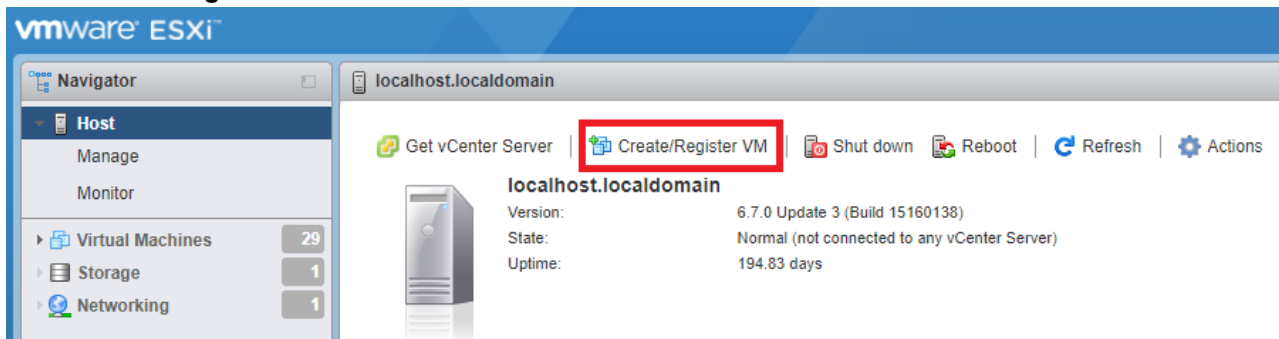 vmware ESXi™
Navigator
localhost.localdomain
Host
Manage
Monitor
Virtual Machines 29
Storage 1
Networking 1
Get vCenter Server | Create/Register VM | Shut down Reboot | Refresh | Actions
localhost.localdomain
Version: 6.7.0 Update 3 (Build 15160138)
State: Normal (not connected to any vCenter Server)
Uptime: 194.83 days